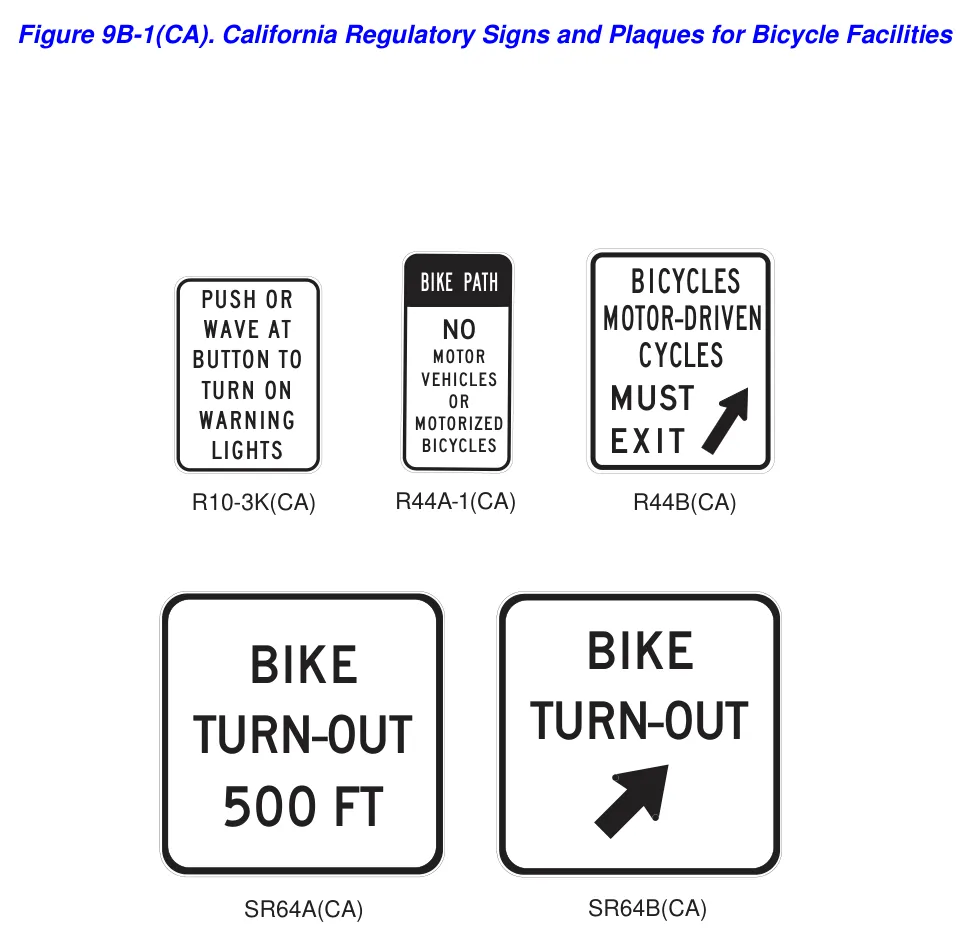 Figure 9B-1(CA). California Regulatory Signs and Plaques for Bicycle Facilities
PUSH OR
WAVE AT
BUTTON TO
TURN ON
WARNING
LIGHTS
R10-3K(CA)
BIKE PATH
NO
MOTOR
VEHICLES
OR
MOTORIZED
BICYCLES
R44A-1(CA)
BICYCLES
MOTOR-DRIVEN
CYCLES
MUST
EXIT
R44B(CA)
BIKE
TURN-OUT
500 FT
SR64A(CA)
BIKE
TURN-OUT
SR64B(CA)